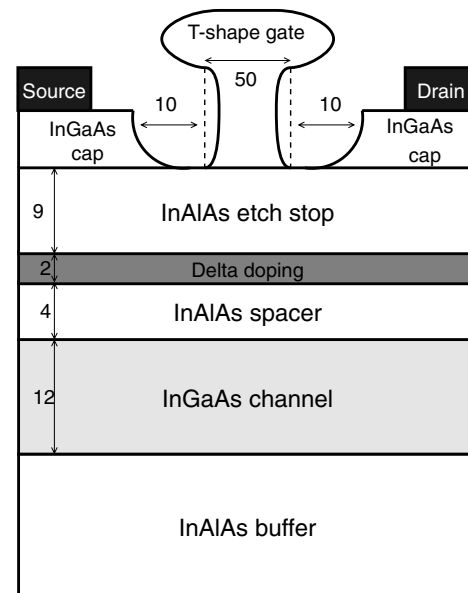 T-shape gate
50
Source
Drain
10
10
InGaAs
cap
InGaAs
cap
9
InAlAs etch stop
2
Delta doping
4
InAlAs spacer
12
InGaAs channel
InAlAs buffer